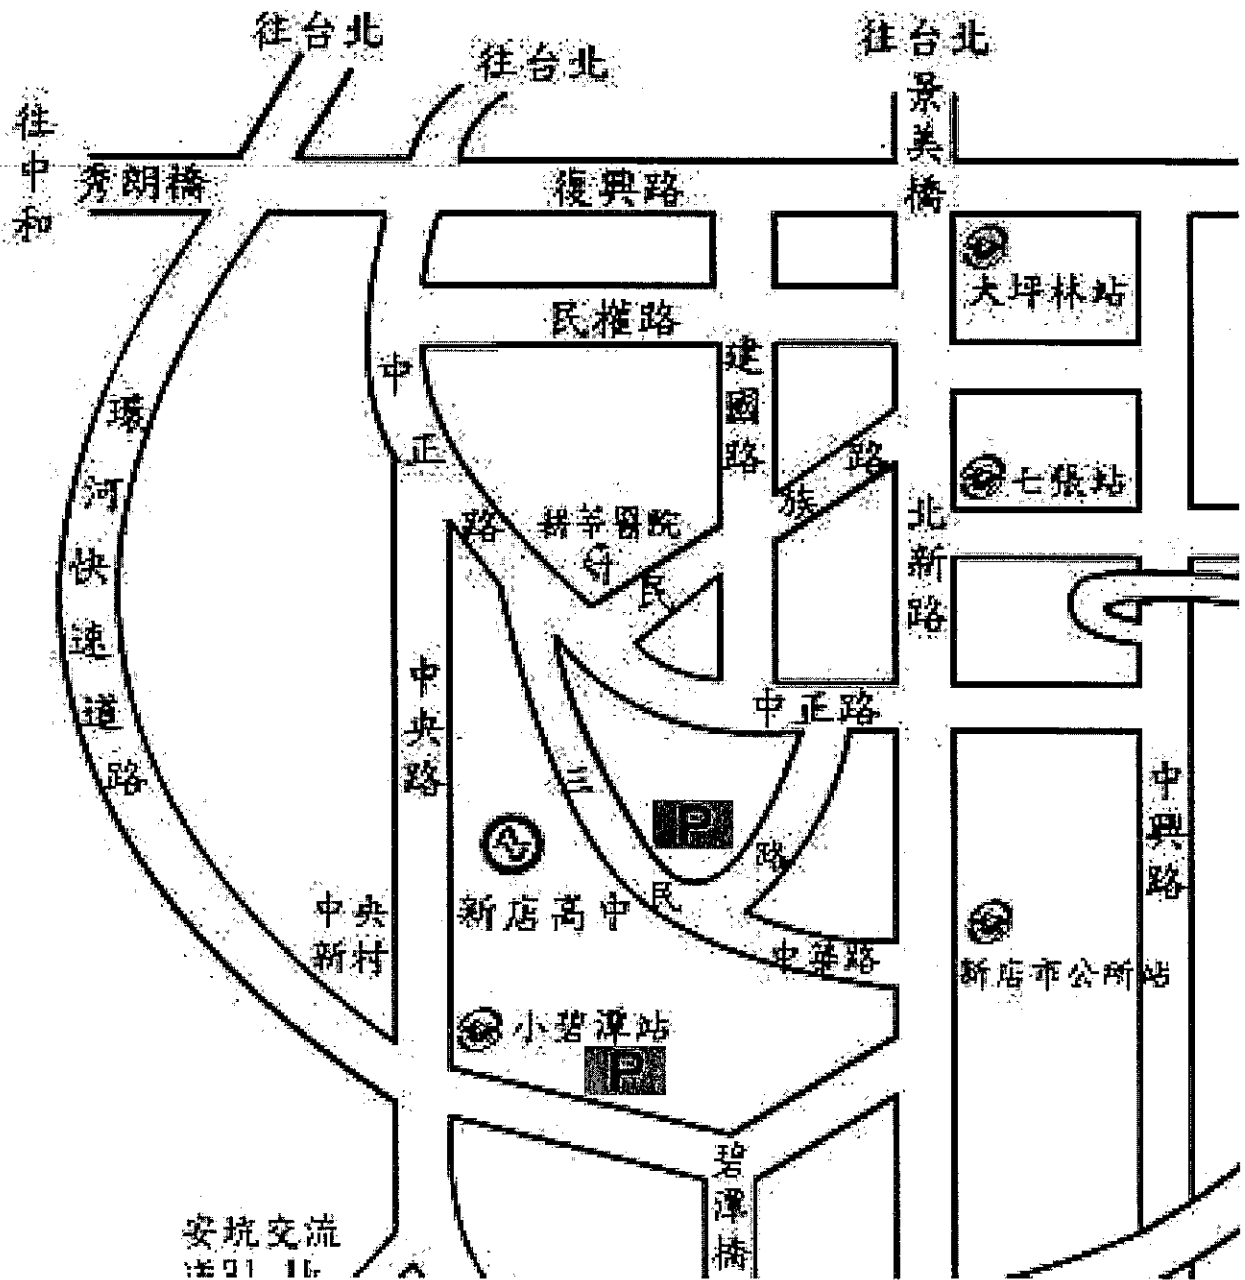 往台北
往台北
往台北
景美橋
往中和
秀朗橋
復興路
大坪林站
民權路
建國路
中正路
環河快速道路
七張站
民族路
北新路
耕莘醫院
中央路
中正路
三民路
P
中興路
新店高中
中央
新村
中華路
新店市公所站
小碧潭站
P
碧潭橋
安坑交流